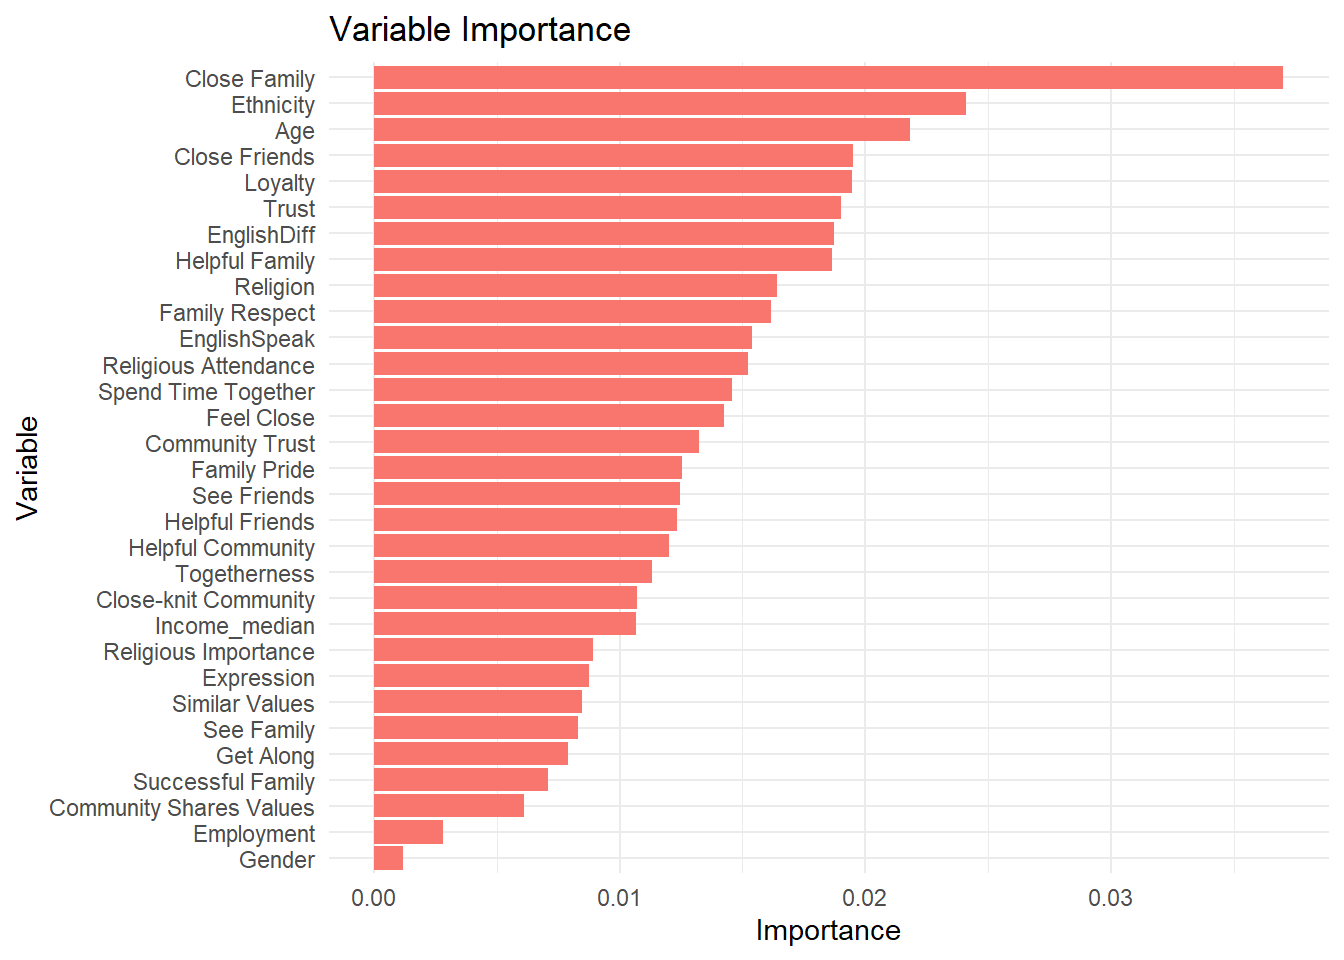 Variable Importance
Close Family
Ethnicity
Age
Close Friends
Loyalty
Trust
EnglishDiff
Helpful Family
Religion
Family Respect
EnglishSpeak
Religious Attendance
Spend Time Together
Feel Close
Community Trust
Family Pride
See Friends
Helpful Friends
Helpful Community
Togetherness
Close-knit Community
Income_median
Religious Importance
Expression
Similar Values
See Family
Get Along
Successful Family
Community Shares Values
Employment
Gender
Variable
0.00 0.01 0.02 0.03
Importance